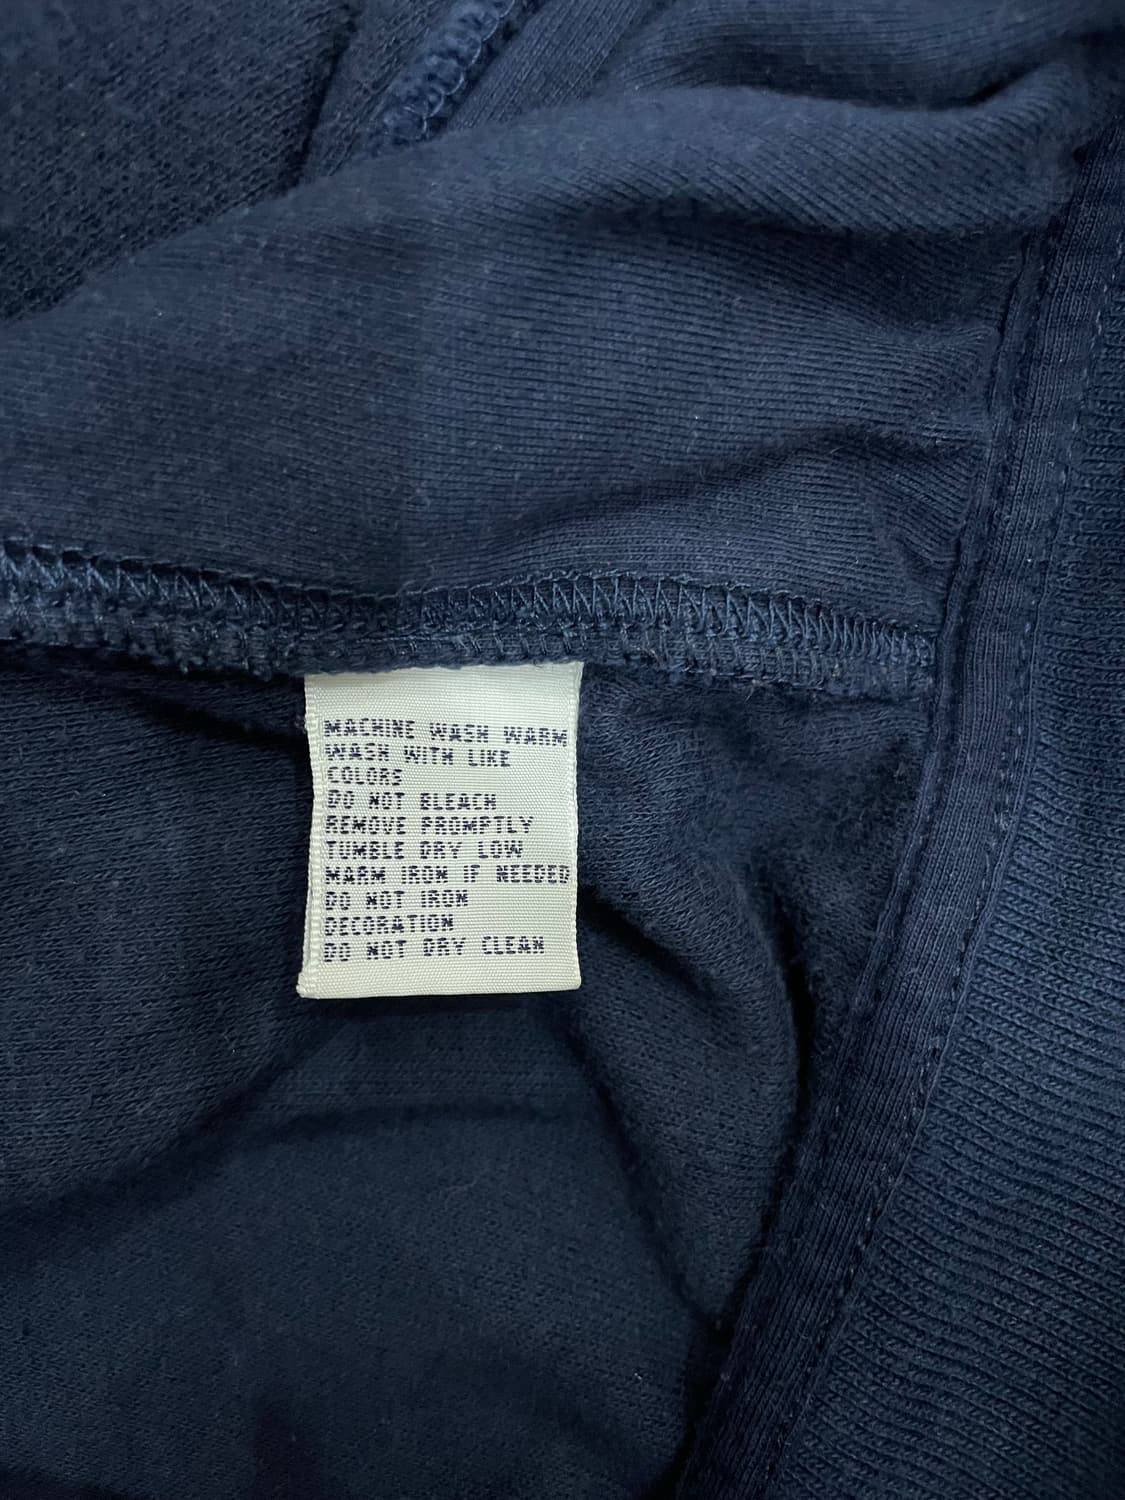 MACHINE WASH WARM
WASH WITH LIKE
COLORS
DO NOT BLEACH
REMOVE PROMPTLY
TUMBLE DRY LOW
WARM IRON IF NEEDED
DO NOT IRON
DECORATION
DO NOT DRY CLEAN